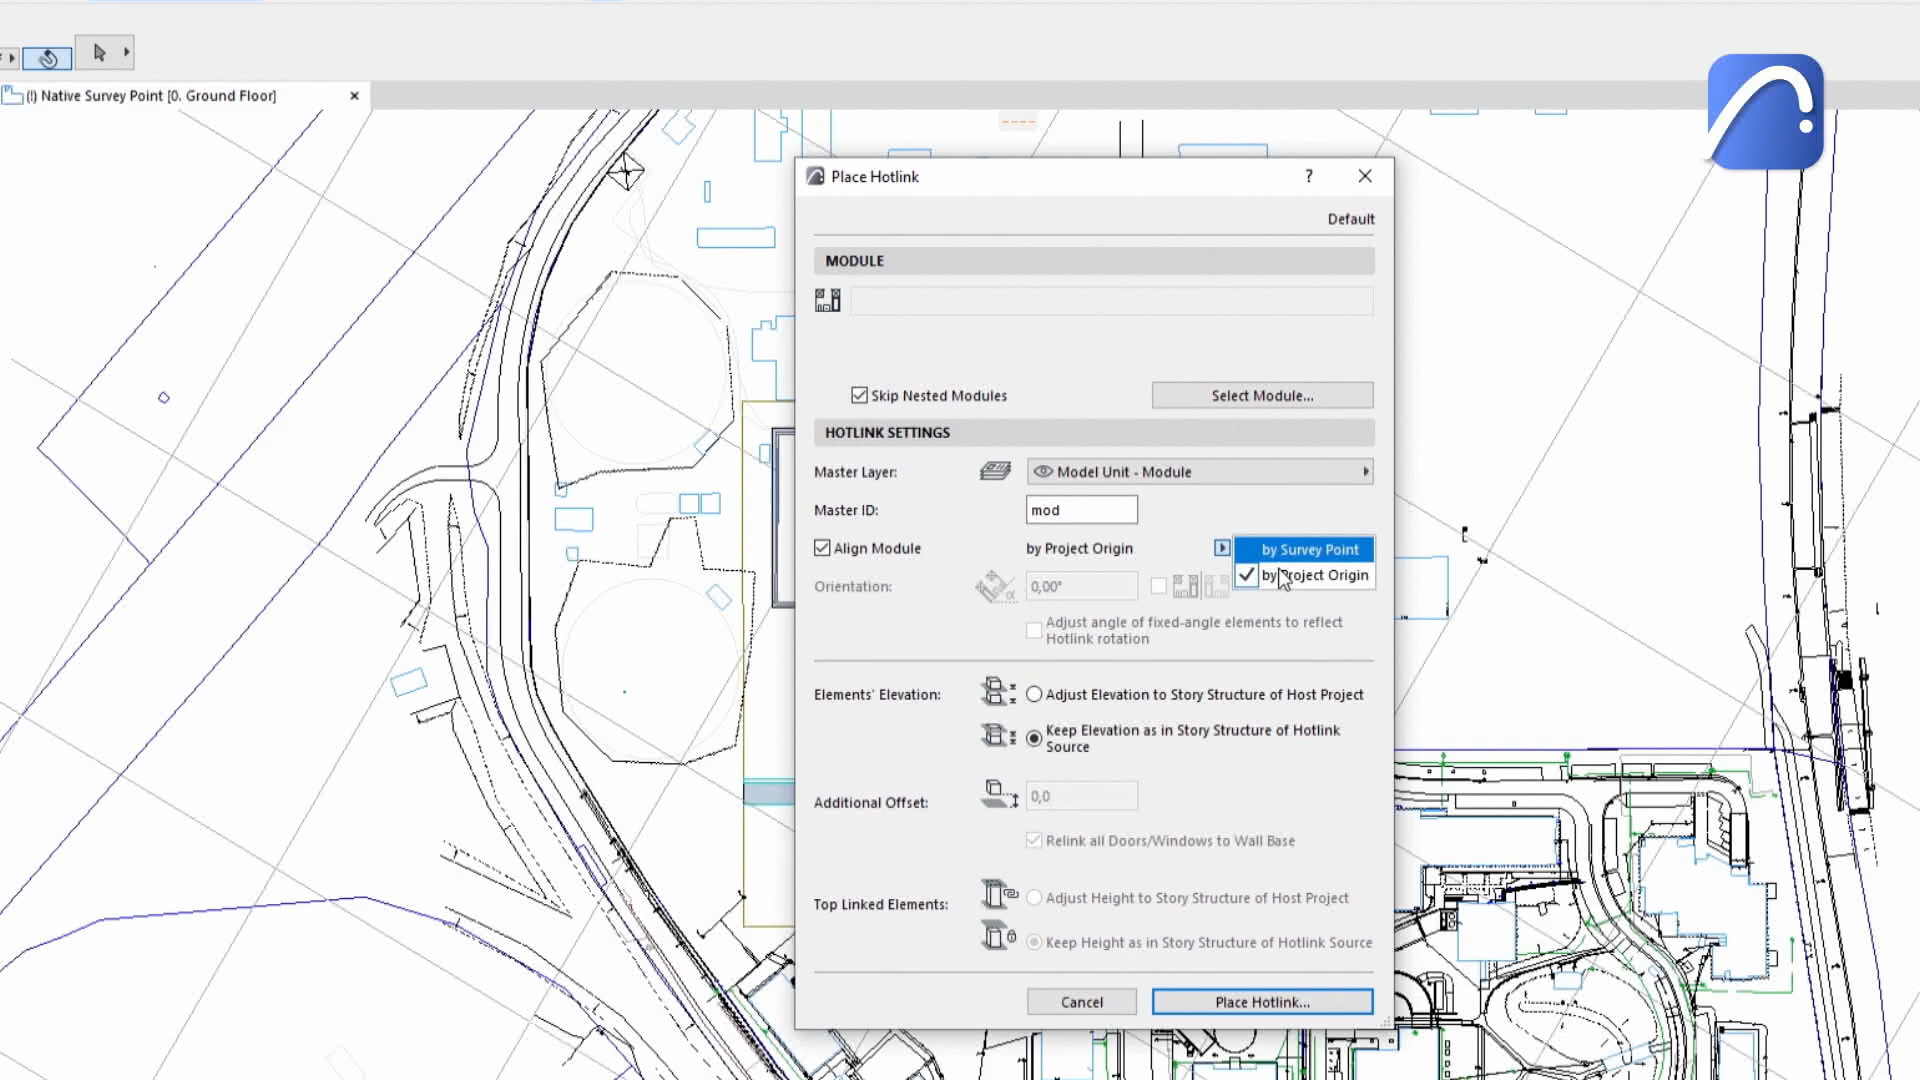 (!) Native Survey Point [0. Ground Floor]
Place Hotlink
?
Default
MODULE
Skip Nested Modules
Select Module...
HOTLINK SETTINGS
Master Layer:
Model Unit - Module
Master ID:
mod
Align Module
by Project Origin
by Survey Point
by Project Origin
Orientation:
α
0,00°
Adjust angle of fixed-angle elements to reflect
Hotlink rotation
Elements' Elevation:
Adjust Elevation to Story Structure of Host Project
Keep Elevation as in Story Structure of Hotlink
Source
Additional Offset:
0,0
Relink all Doors/Windows to Wall Base
Top Linked Elements:
Adjust Height to Story Structure of Host Project
Keep Height as in Story Structure of Hotlink Source
Cancel
Place Hotlink...